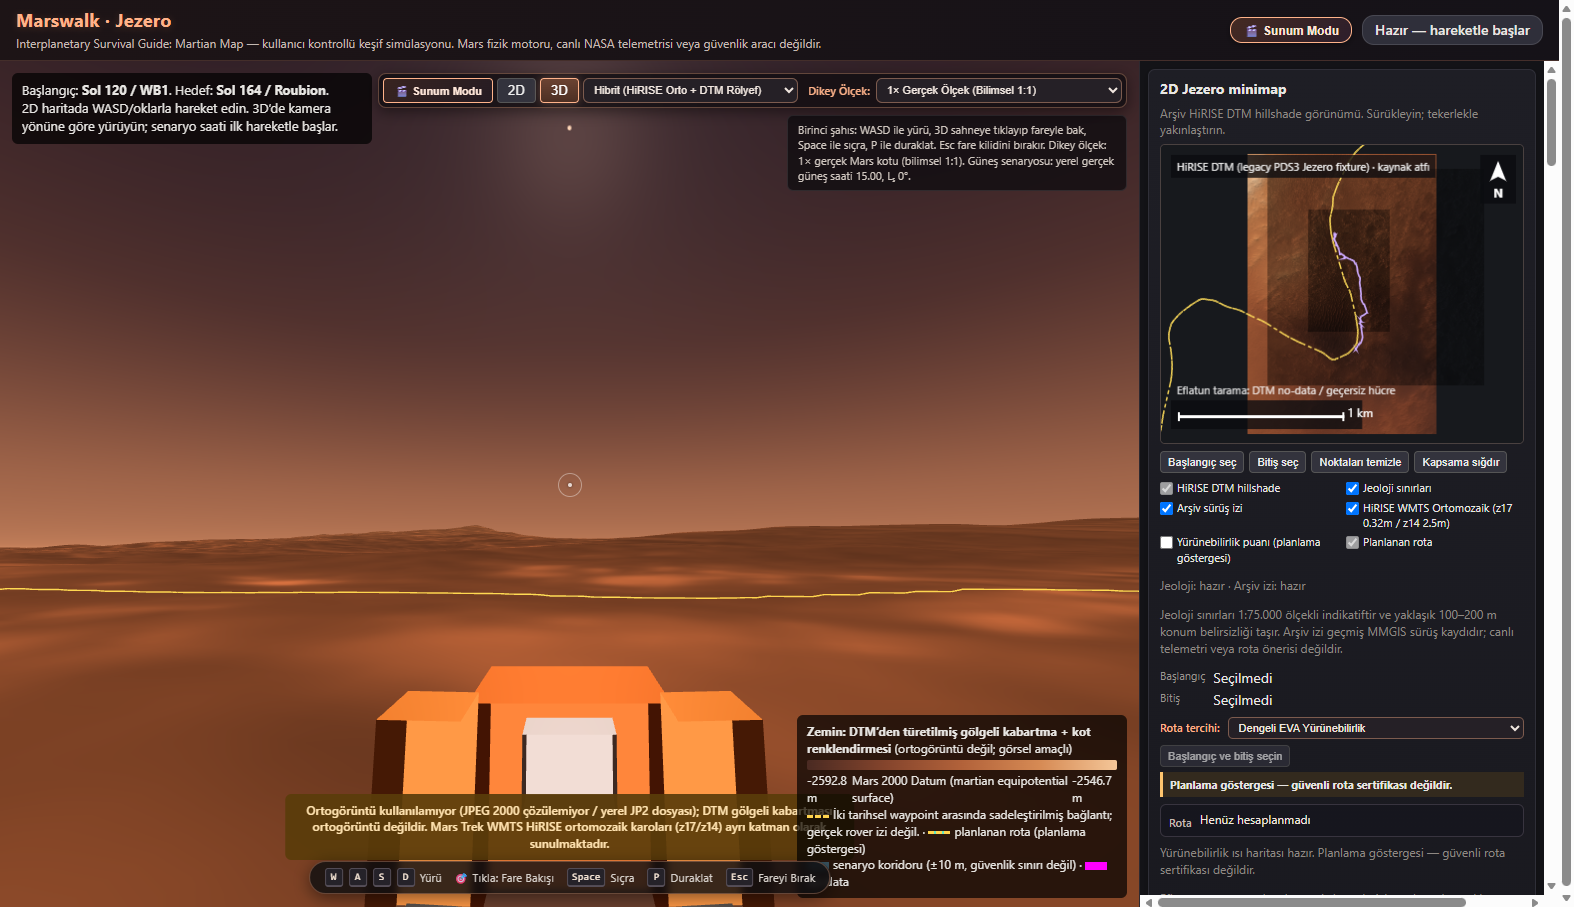 Marswalk · Jezero
Interplanetary Survival Guide: Martian Map — kullanıcı kontrollü keşif simülasyonu. Mars fizik motoru, canlı NASA telemetrisi veya güvenlik aracı değildir.
Sunum Modu
Hazır — hareketle başlar
Başlangıç: Sol 120 / WB1. Hedef: Sol 164 / Roubion.
2D haritada WASD/oklarla hareket edin. 3D'de kamera
yönüne göre yürüyün; senaryo saati ilk hareketle başlar.
Sunum Modu
2D
3D
Hibrit (HiRISE Orto + DTM Rölyef)
Dikey Ölçek:
1× Gerçek Ölçek (Bilimsel 1:1)
Birinci şahıs: WASD ile yürü, 3D sahneye tıklayıp fareyle bak,
Space ile sıçra, P ile duraklat. Esc fare kilidini bırakır. Dikey ölçek:
1× gerçek Mars kotu (bilimsel 1:1). Güneş senaryosu: yerel gerçek
güneş saati 15.00, Lₛ 0°.
Zemin: DTM'den türetilmiş gölgeli kabartma + kot
renklendirmesi (ortogörüntü değil; görsel amaçlı)
-2592.8 Mars 2000 Datum (martian equipotential -2546.7
m surface) m
İki tarihsel waypoint arasında sadeleştirilmiş bağlantı;
gerçek rover izi değil. · planlanan rota (planlama
göstergesi)
senaryo koridoru (±10 m, güvenlik sınırı değil) ·
data
Ortogörüntü kullanılamıyor (JPEG 2000 çözülemiyor / yerel JP2 dosyası); DTM gölgeli kabartması
ortogörüntü değildir. Mars Trek WMTS HiRISE ortomozaik karoları (z17/z14) ayrı katman olarak
sunulmaktadır.
W A S D Yürü Tıkla: Fare Bakışı Space Sıçra P Duraklat Esc Fareyi Bırak
2D Jezero minimap
Arşiv HiRISE DTM hillshade görünümü. Sürükleyin; tekerlekle
yakınlaştırın.
HiRISE DTM (legacy PDS3 Jezero fixture) · kaynak atfı
N
Eflatun tarama: DTM no-data / geçersiz hücre
1 km
Başlangıç seç
Bitiş seç
Noktaları temizle
Kapsama sığdır
HiRISE DTM hillshade
Jeoloji sınırları
Arşiv sürüş izi
HiRISE WMTS Ortomozaik (z17
0.32m / z14 2.5m)
Yürünebilirlik puanı (planlama
göstergesi)
Planlanan rota
Jeoloji: hazır · Arşiv izi: hazır
Jeoloji sınırları 1:75.000 ölçekli indikatiftir ve yaklaşık 100–200 m
konum belirsizliği taşır. Arşiv izi geçmiş MMGIS sürüş kaydıdır; canlı
telemetri veya rota önerisi değildir.
Başlangıç Seçilmedi
Bitiş Seçilmedi
Rota tercihi: Dengeli EVA Yürünebilirlik
Başlangıç ve bitiş seçin
Planlama göstergesi — güvenli rota sertifikası değildir.
Rota Henüz hesaplanmadı
Yürünebilirlik ısı haritası hazır. Planlama göstergesi — güvenli rota
sertifikası değildir.